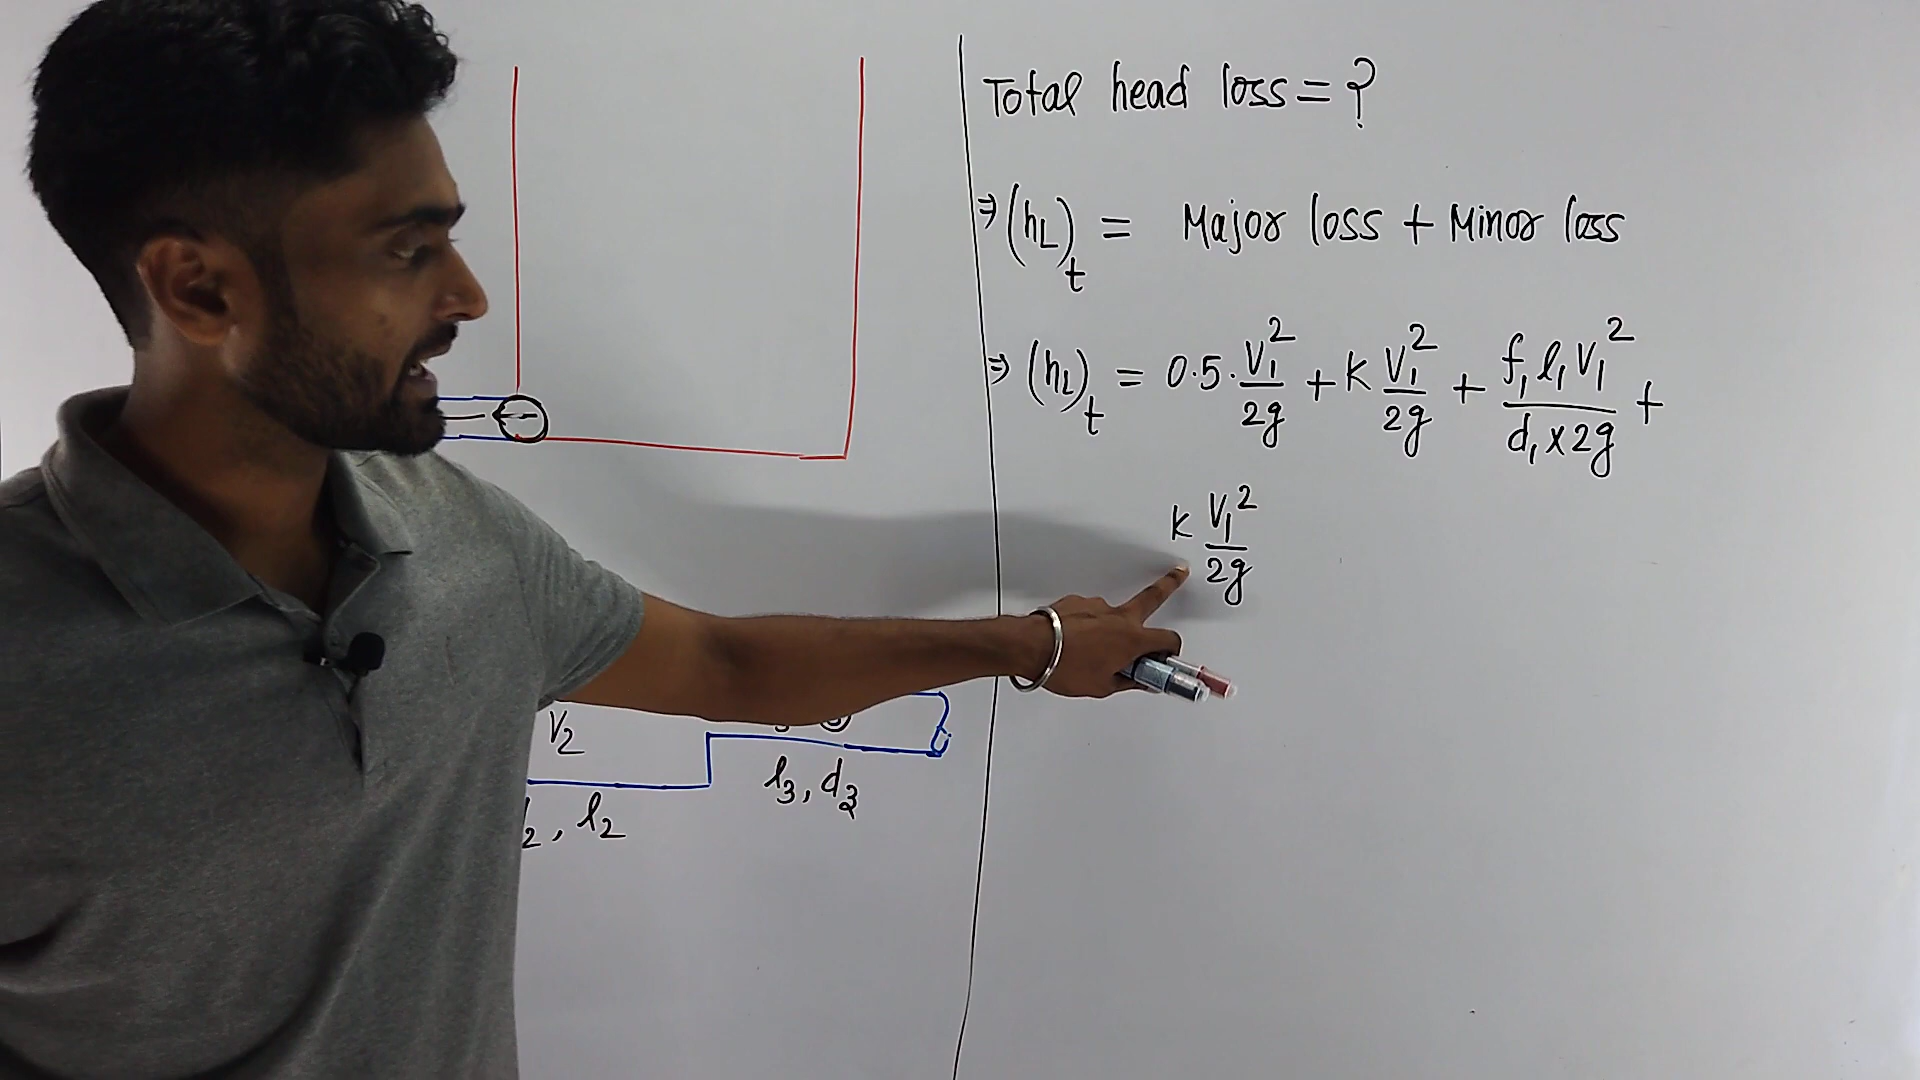 Total head loss = ?
⇒ (hL)t = Major loss + Minor loss
⇒ (hL)t = 0.5 · V₁²/2g + K V₁²/2g + f₁ l₁ V₁²/d₁ × 2g +
K V₁²/2g
V₂
l₃, d₃
₂, l₂